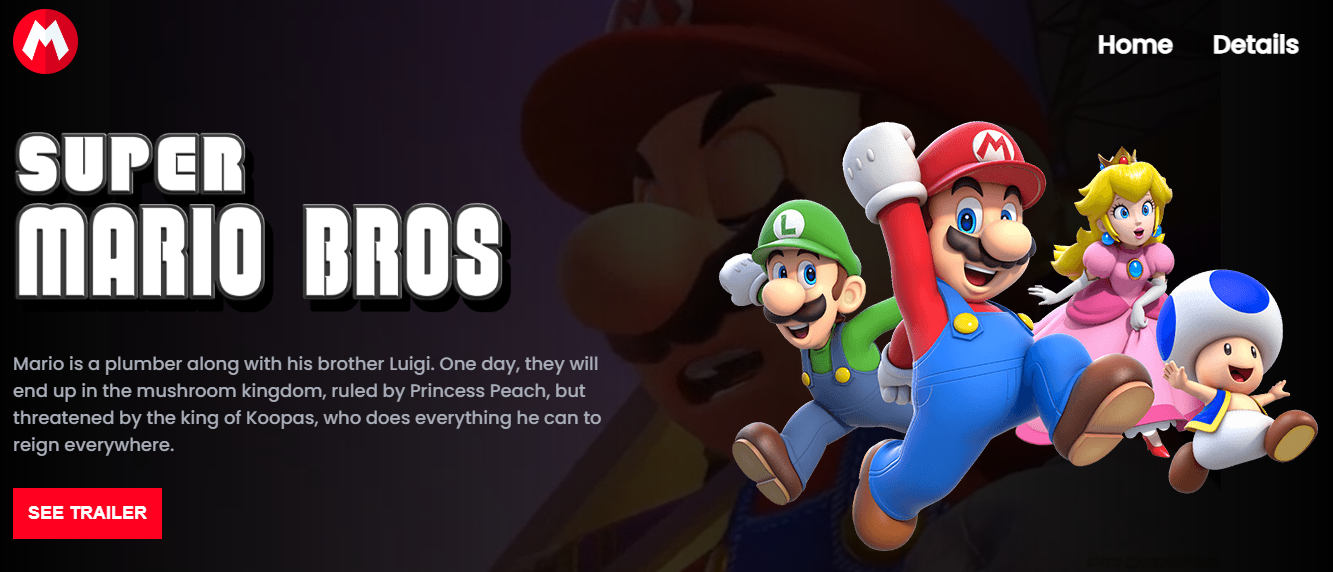 M
Home Details
SUPER
MARIO BROS
Mario is a plumber along with his brother Luigi. One day, they will
end up in the mushroom kingdom, ruled by Princess Peach, but
threatened by the king of Koopas, who does everything he can to
reign everywhere.
SEE TRAILER
M
L